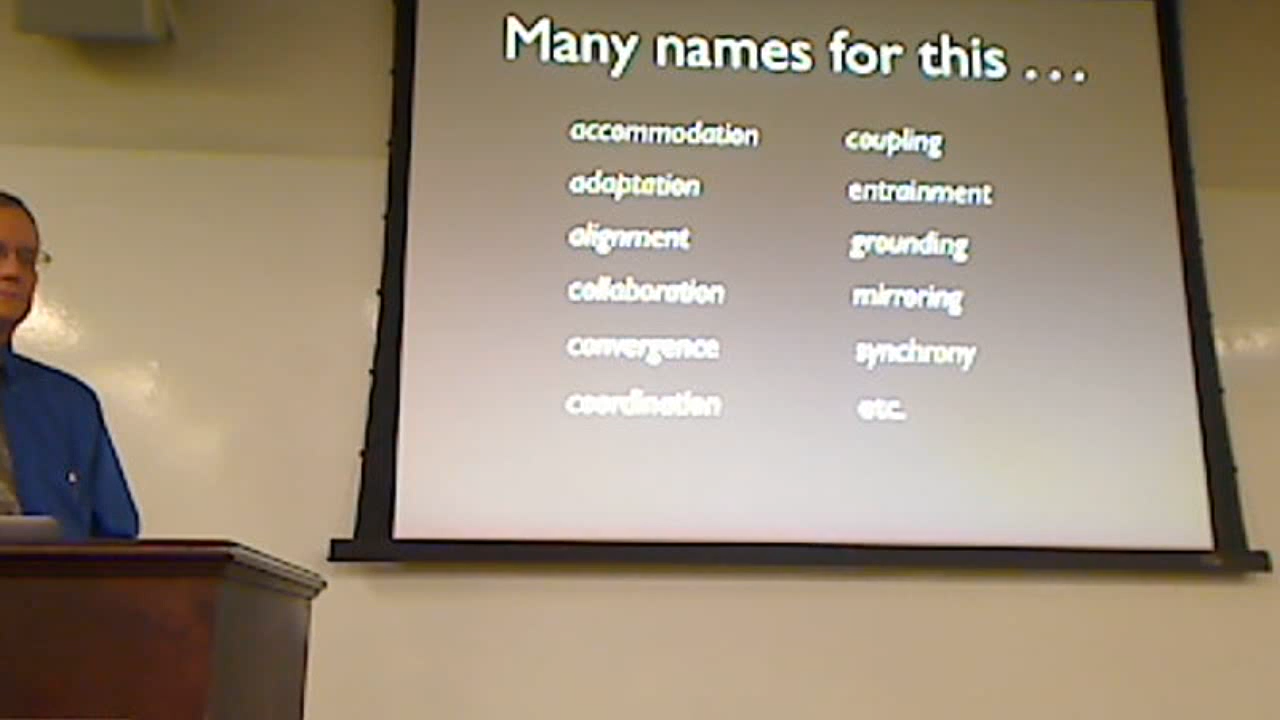 Many names for this . . .
accommodation
adaptation
alignment
collaboration
convergence
coordination
coupling
entrainment
grounding
mirroring
synchrony
etc.